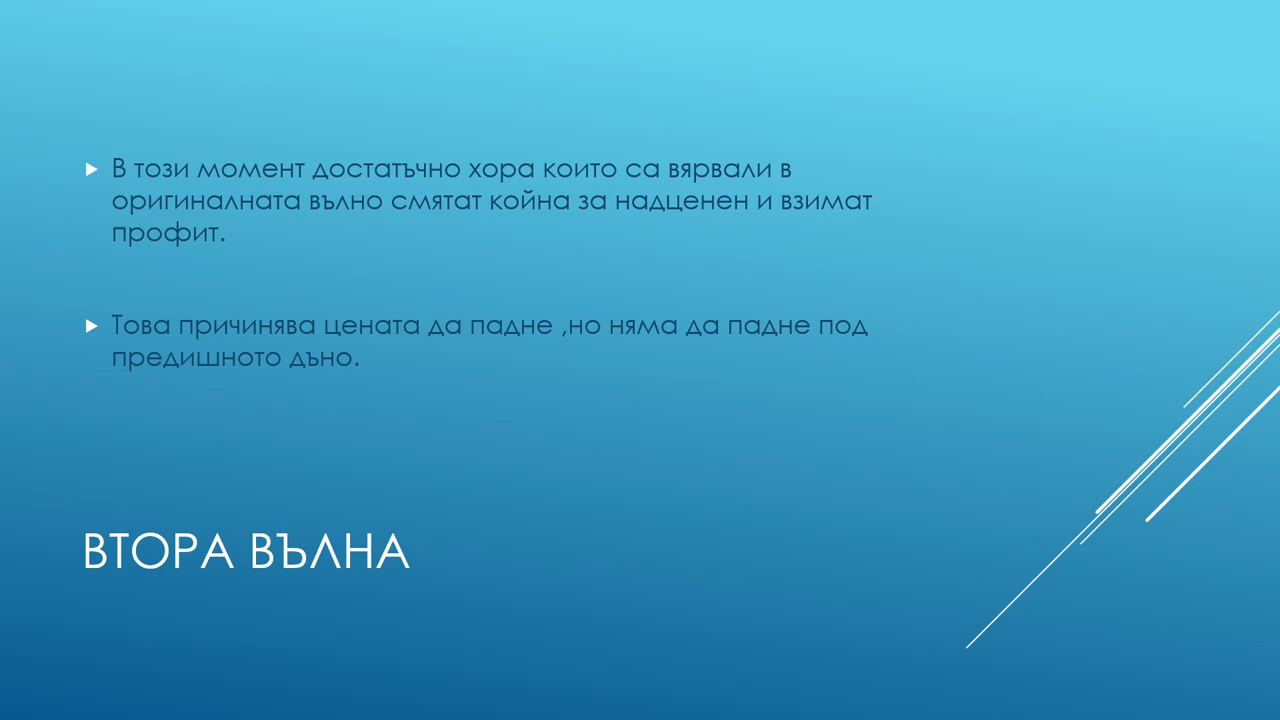 В този момент достатъчно хора които са вярвали в
оригиналната вълно смятат койна за надценен и взимат
профит.
Това причинява цената да падне ,но няма да падне под
предишното дъно.
ВТОРА ВЪЛНА